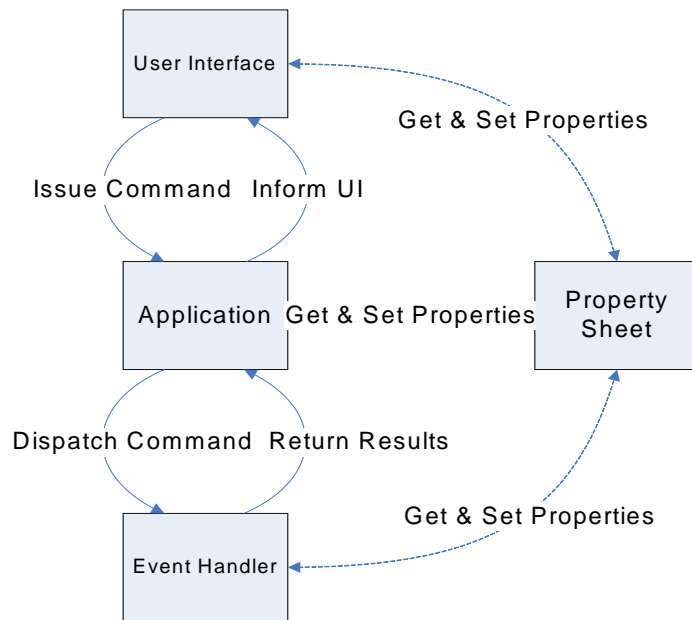 User Interface
Get & Set Properties
Issue Command
Inform UI
Application
Get & Set Properties
Property
Sheet
Dispatch Command
Return Results
Get & Set Properties
Event Handler